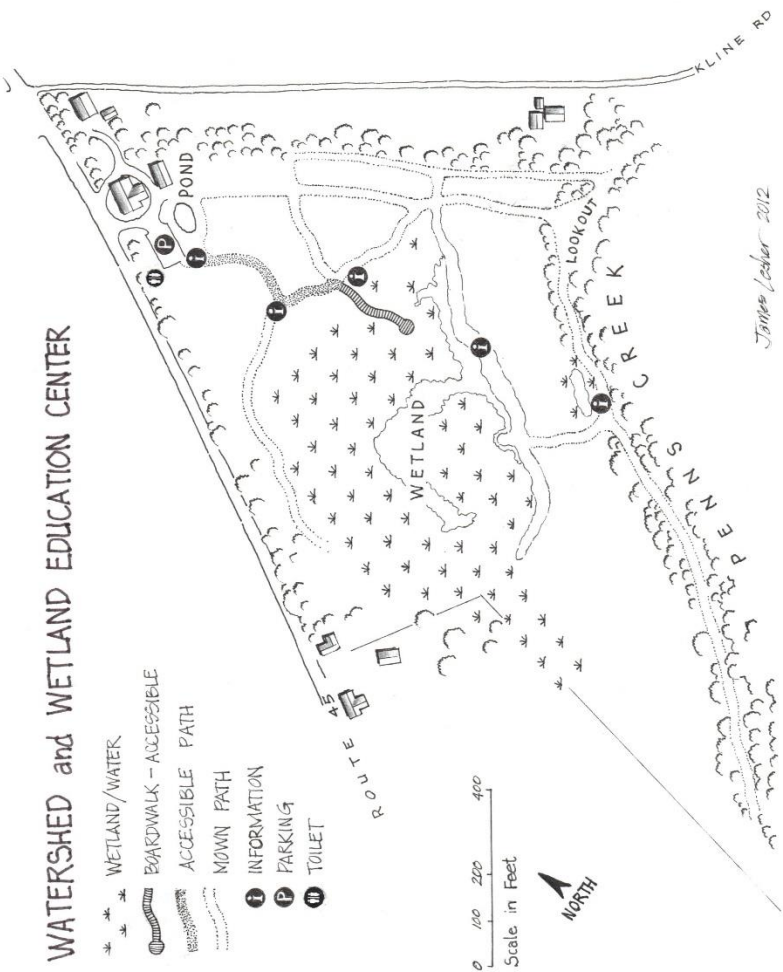 WATERSHED and WETLAND EDUCATION CENTER
WETLAND/WATER
BOARDWALK - ACCESSIBLE
ACCESSIBLE PATH
MOWN PATH
i INFORMATION
P PARKING
TOILET
ROUTE 45
P
i
POND
i
i
WETLAND
i
i
LOOKOUT
PENNS CREEK
KLINE RD
0 100 200 400
Scale in Feet
NORTH
James Lesher 2012